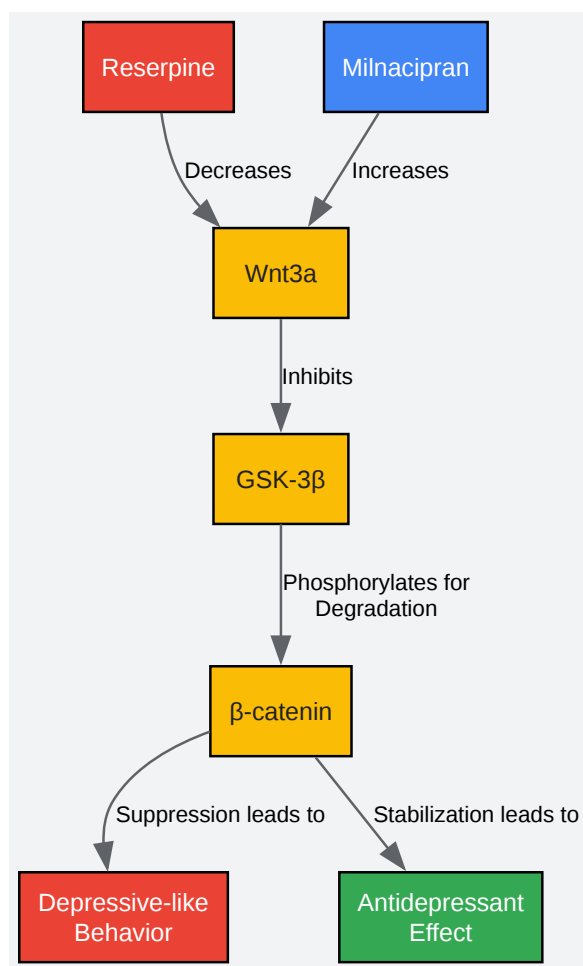 Reserpine
Milnacipran
Decreases
Increases
Wnt3a
Inhibits
GSK-3β
Phosphorylates for
Degradation
β-catenin
Suppression leads to
Stabilization leads to
Depressive-like
Behavior
Antidepressant
Effect